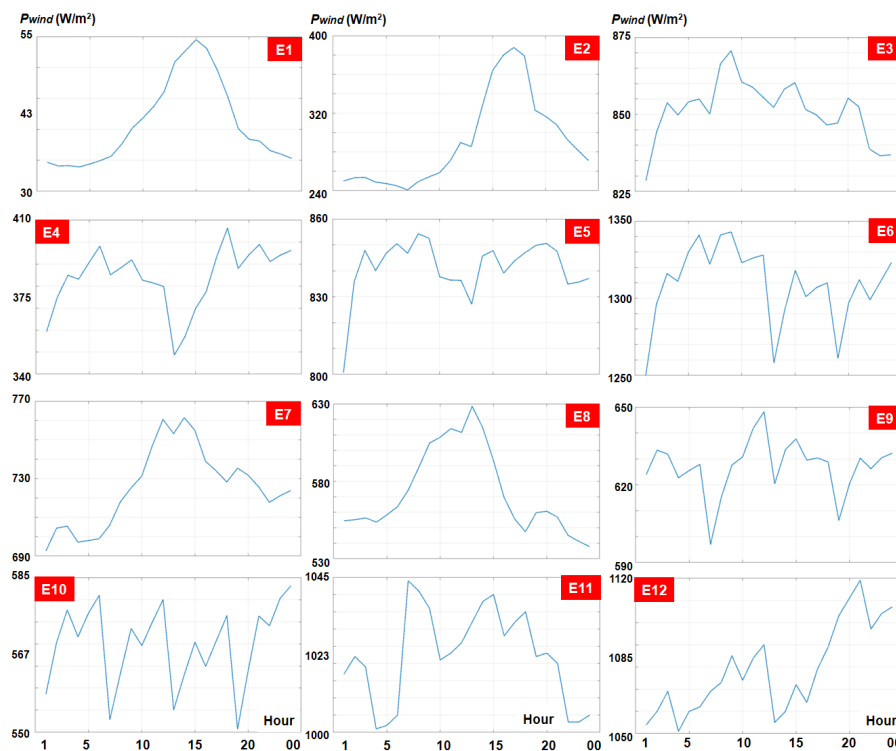 Pwind (W/m²) Pwind (W/m²)
55 E1 400 E2 875 E3
43 320 850
30 240 825
410 E4 860 E5 1350 E6
375 830 1300
340 800 1250
770 E7 630 E8 650 E9
730 580 620
690 530 590
585 E10 1045 E11 1120 E12
567 1023 1085
550 Hour 1000 Hour 1050 Hour
1 5 10 15 20 00 1 5 10 15 20 00 1 5 10 15 20 00